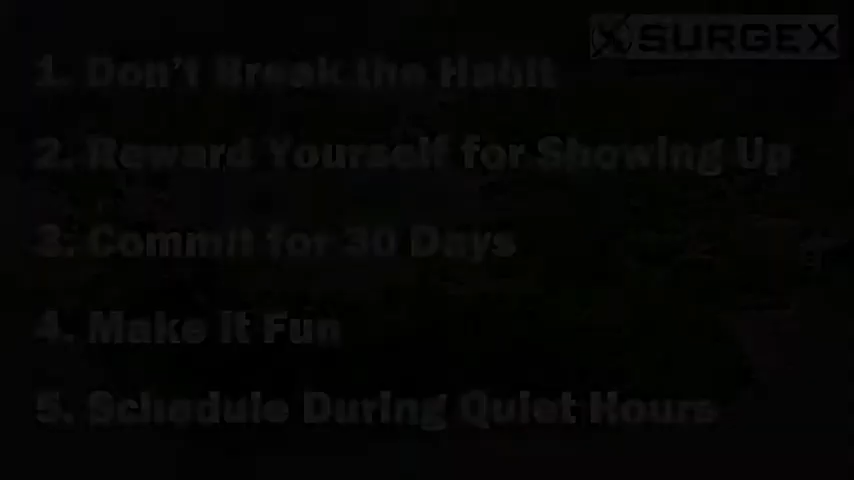 SURGEX
1. Don't Break the Habit
2. Reward Yourself for Showing Up
3. Commit for 30 Days
4. Make it Fun
5. Schedule During Quiet Hours